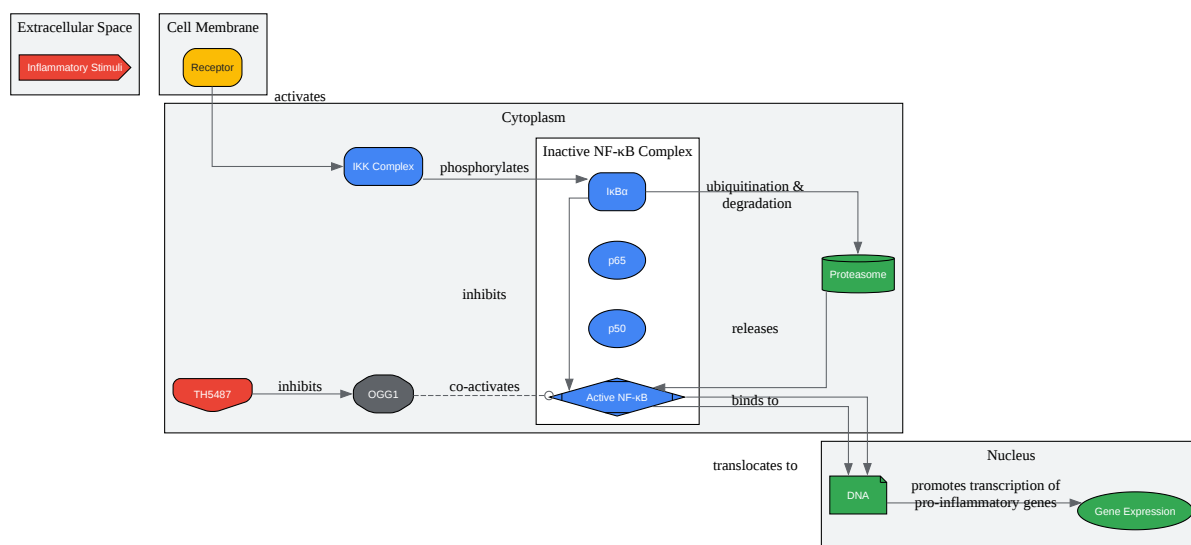 Extracellular Space
Cell Membrane
Inflammatory Stimuli
Receptor
activates
Cytoplasm
Inactive NF-κB Complex
IKK Complex
phosphorylates
IκBα
ubiquitination &
degradation
p65
Proteasome
inhibits
p50
releases
TH5487
inhibits
OGG1
co-activates
Active NF-κB
binds to
translocates to
Nucleus
DNA
promotes transcription of
pro-inflammatory genes
Gene Expression